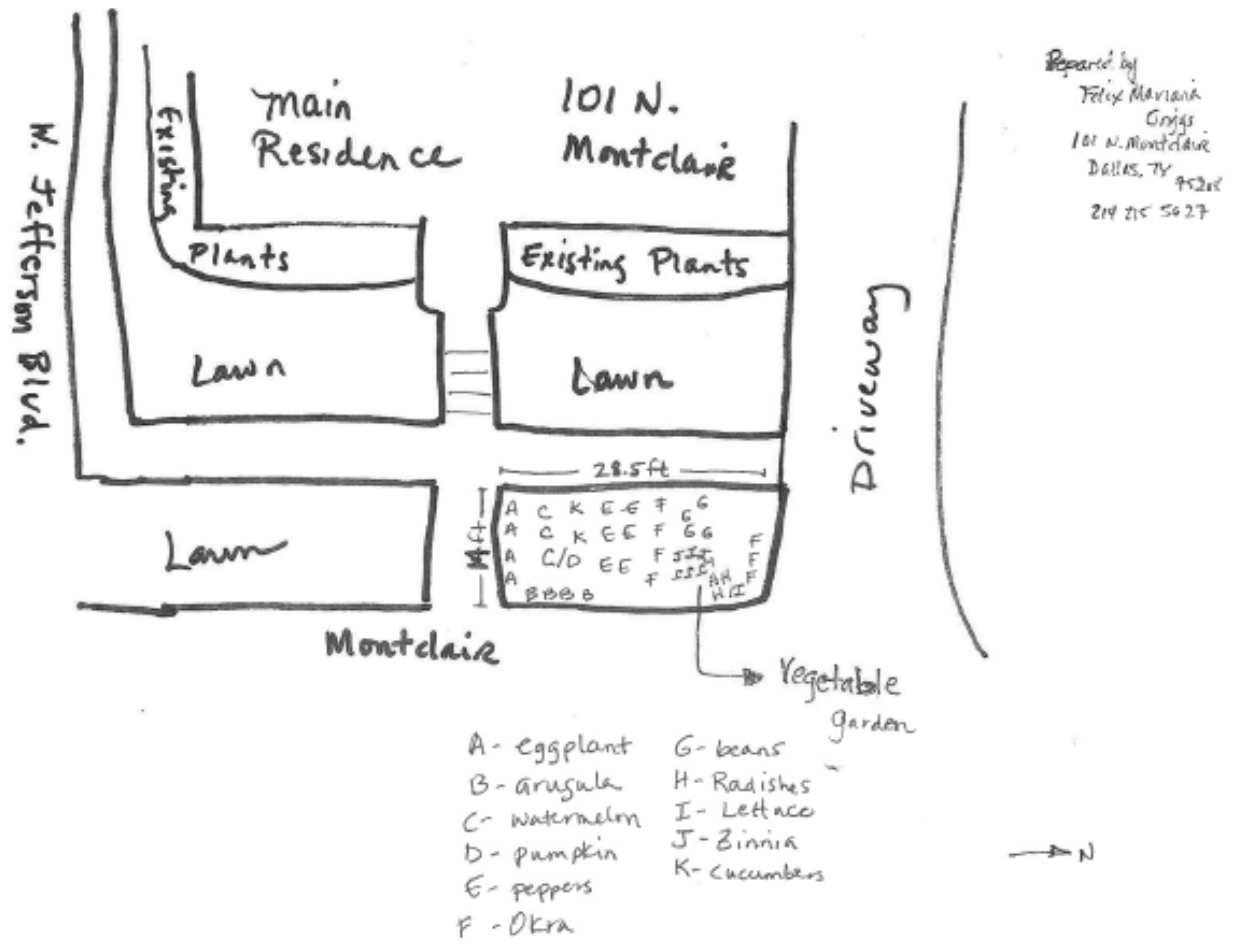 Prepared by
Felix Mariana
Griggs
101 N. Montclair
Dallas, TX
214 215 5627
W. Jefferson Blvd.
Existing
Plants
Main
Residence
101 N.
Montclair
Existing Plants
Lawn
Lawn
Driveway
28.5ft
Lawn
A C K E E F G G
A C K E E F G G F
A C/D E E F J J J F
A F J J J H H F
B B B B H I
Montclair
Vegetable
garden
A - eggplant
B - arugula
C - watermelon
D - pumpkin
E - peppers
F - Okra
G - beans
H - Radishes
I - Lettace
J - Zinnia
K - Cucumbers
N